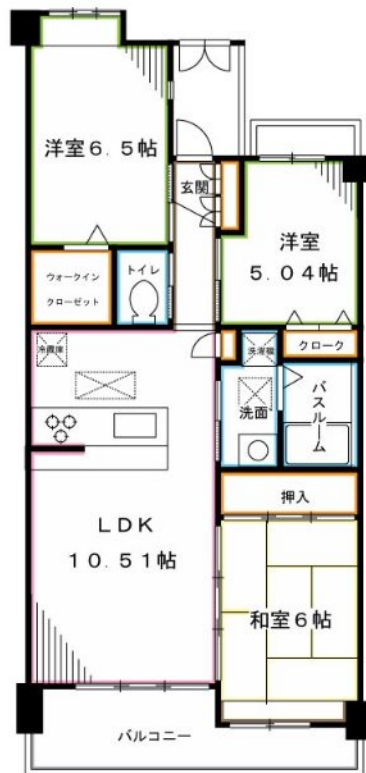 洋室6.5帖
玄関
洋室
5.04帖
ウォークイン
クローゼット
トイレ
冷蔵庫
洗濯機
クローク
洗面
バスルーム
押入
LDK
10.51帖
和室6帖
バルコニー